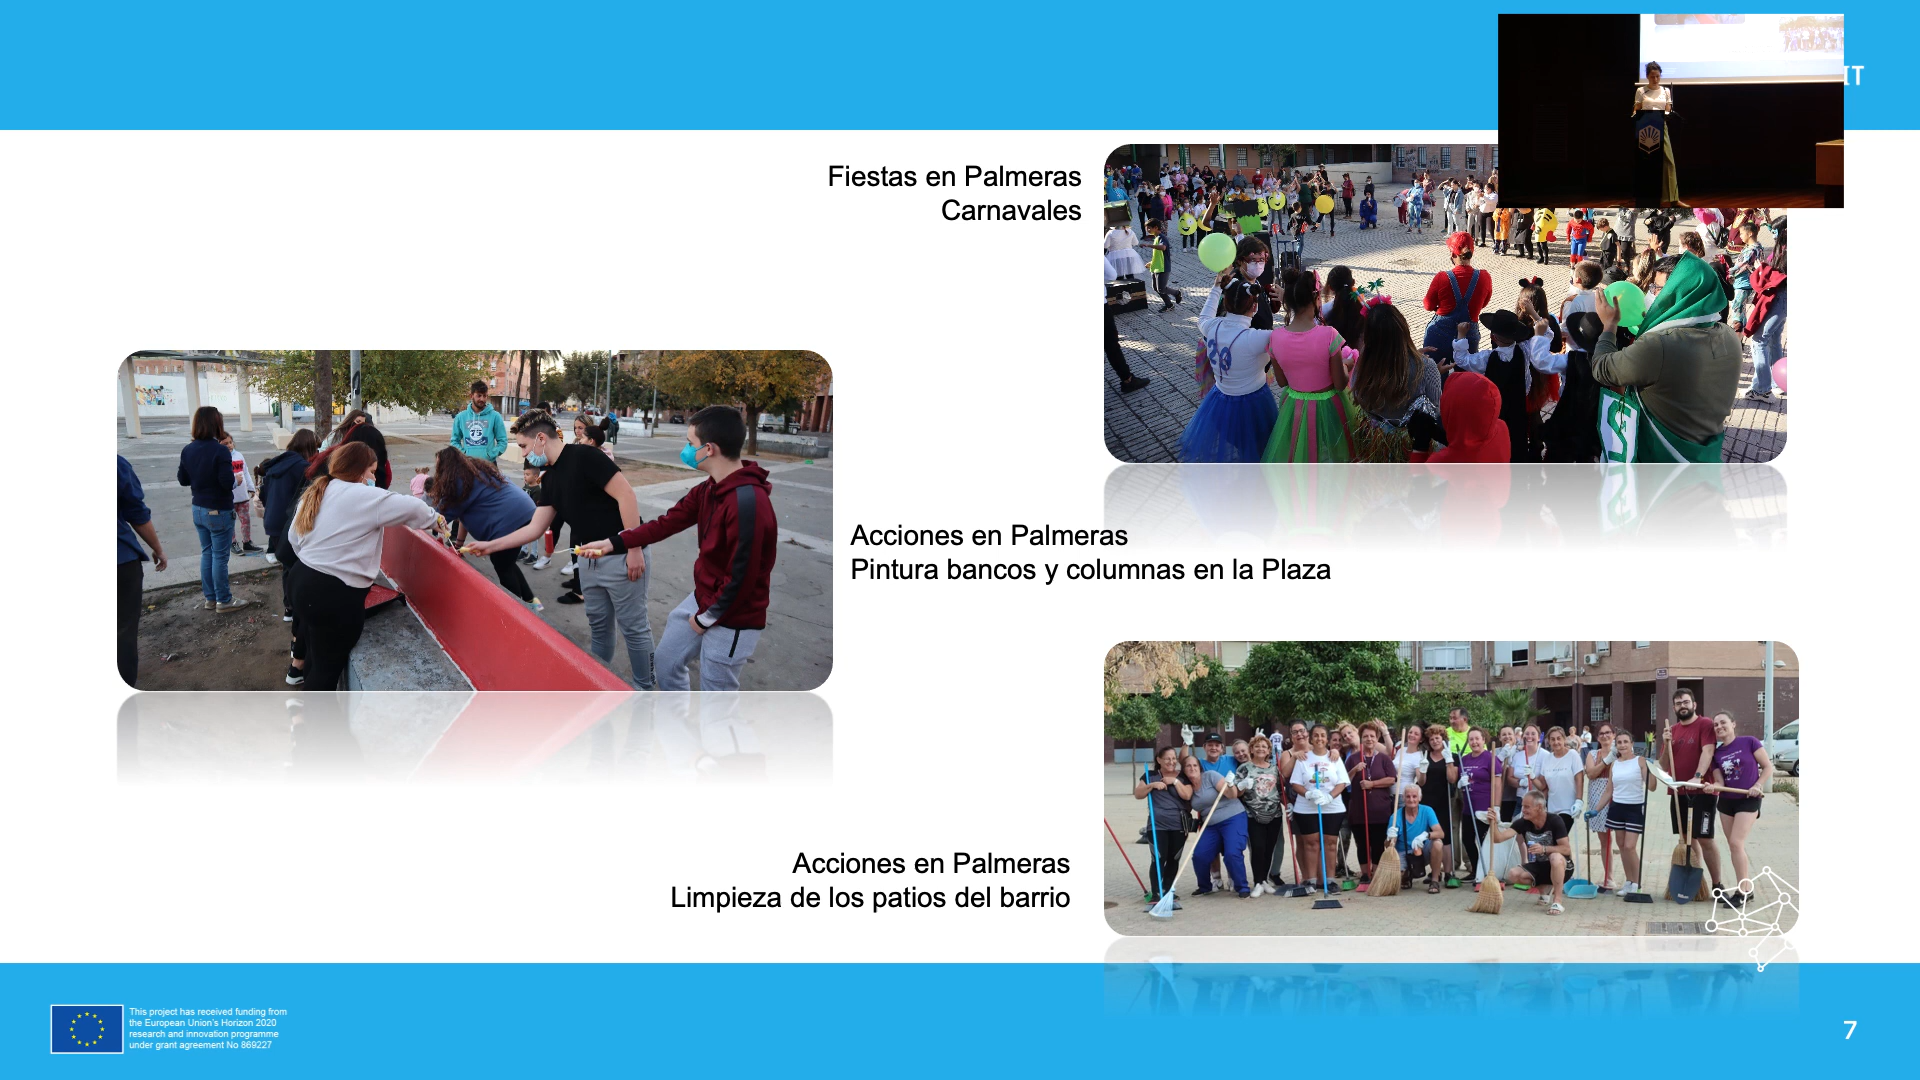 IT
Fiestas en Palmeras
Carnavales
Acciones en Palmeras
Pintura bancos y columnas en la Plaza
Acciones en Palmeras
Limpieza de los patios del barrio
This project has received funding from
the European Union's Horizon 2020
research and innovation programme
under grant agreement No 869227
7